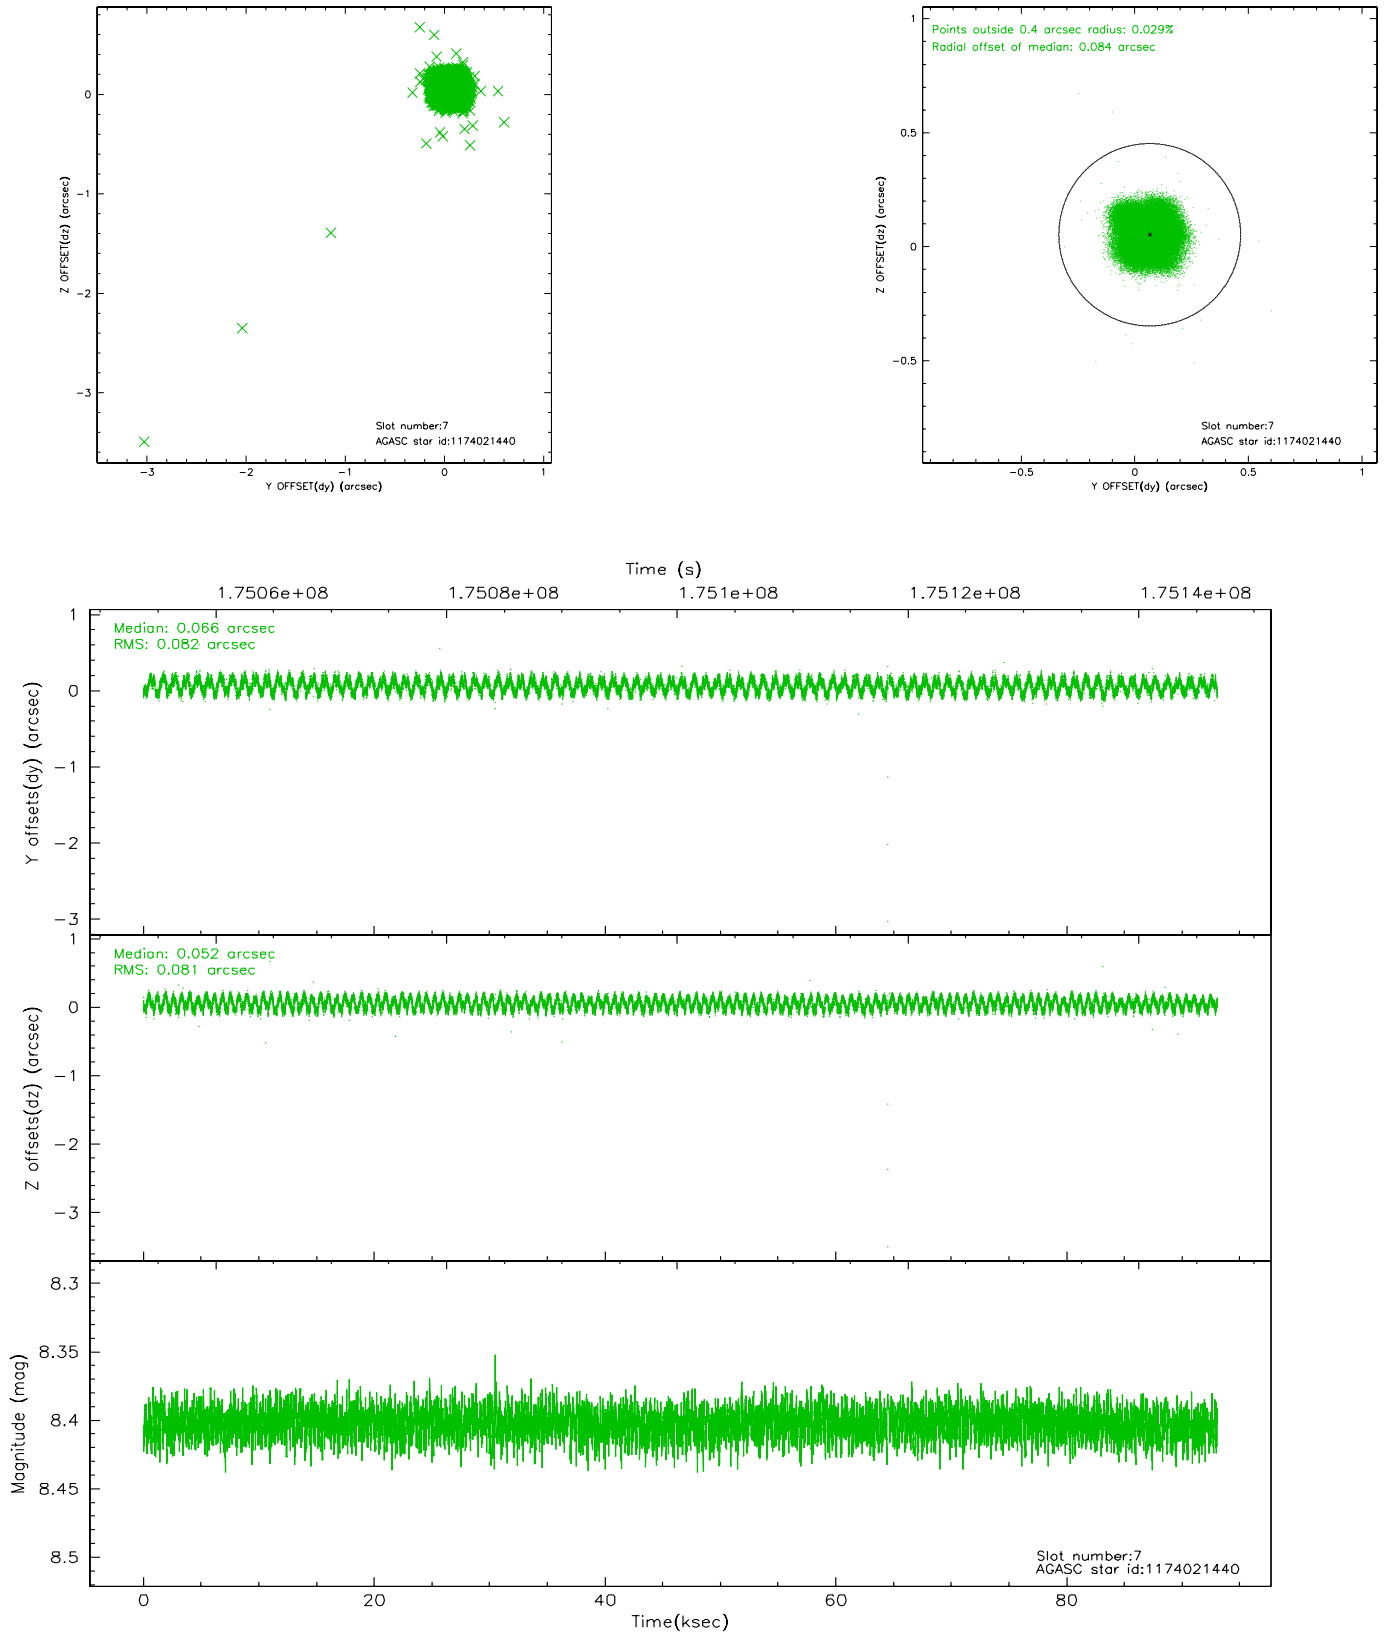 0
−1
−2
−3
Z OFFSET(dz) (arcsec)
Slot number:7
AGASC star id:1174021440
−3
−2
−1
0
1
Y OFFSET(dy) (arcsec)
Points outside 0.4 arcsec radius: 0.029%
Radial offset of median: 0.084 arcsec
1
0.5
0
−0.5
Z OFFSET(dz) (arcsec)
Slot number:7
AGASC star id:1174021440
−0.5
0
0.5
1
Y OFFSET(dy) (arcsec)
Time (s)
1.7506e+08
1.7508e+08
1.751e+08
1.7512e+08
1.7514e+08
Median: 0.066 arcsec
RMS: 0.082 arcsec
1
0
−1
−2
−3
Y offsets(dy) (arcsec)
Median: 0.052 arcsec
RMS: 0.081 arcsec
1
0
−1
−2
−3
Z offsets(dz) (arcsec)
8.3
8.35
8.4
8.45
8.5
Magnitude (mag)
Slot number:7
AGASC star id:1174021440
0
20
40
60
80
Time(ksec)